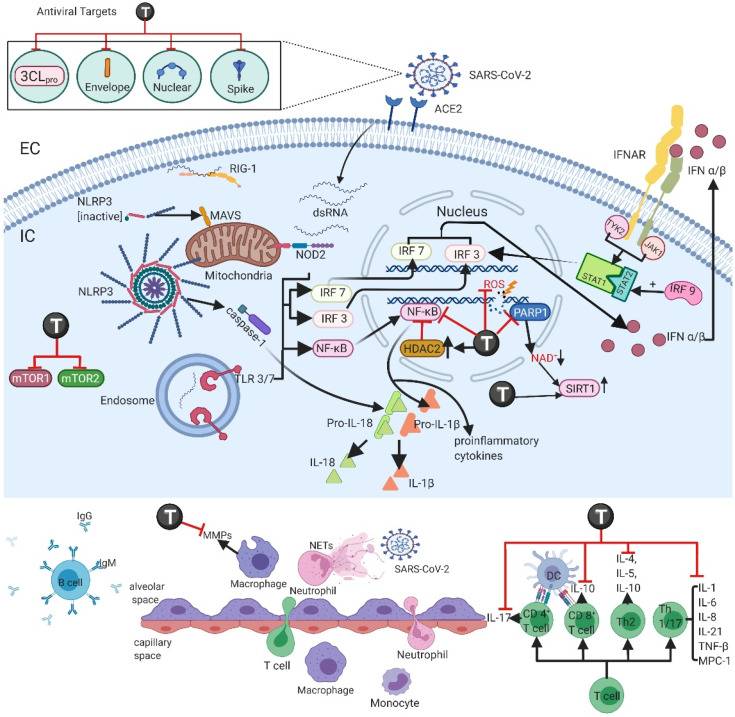 Antiviral Targets
T
3CLpro
Envelope
Nuclear
Spike
SARS-CoV-2
ACE2
EC
RIG-1
IFNAR
IFN α/β
NLRP3
[inactive]
MAVS
dsRNA
Nucleus
IC
NOD2
Mitochondria
IRF 7
IRF 3
TYK2
JAK1
STAT1
STAT2
+
IRF 9
NLRP3
caspase-1
IRF 7
IRF 3
NF-κB
ROS
NF-κB
PARP1
IFN α/β
T
HDAC2
T
mTOR1
mTOR2
TLR 3/7
Endosome
NAD+
T
SIRT1
Pro-IL-18
Pro-IL-1β
proinflammatory
cytokines
IL-18
IL-1β
IgG
IgM
B cell
T
MMPs
Macrophage
NETs
Neutrophil
SARS-CoV-2
alveolar
space
capillary
space
T cell
Macrophage
Neutrophil
Monocyte
T
DC
IL-4,
IL-5,
IL-10
IL-10
IL-17
CD 4+
T cell
CD 8+
T cell
Th2
Th
1/17
IL-1
IL-6
IL-8
IL-21
TNF-β
MPC-1
T cell